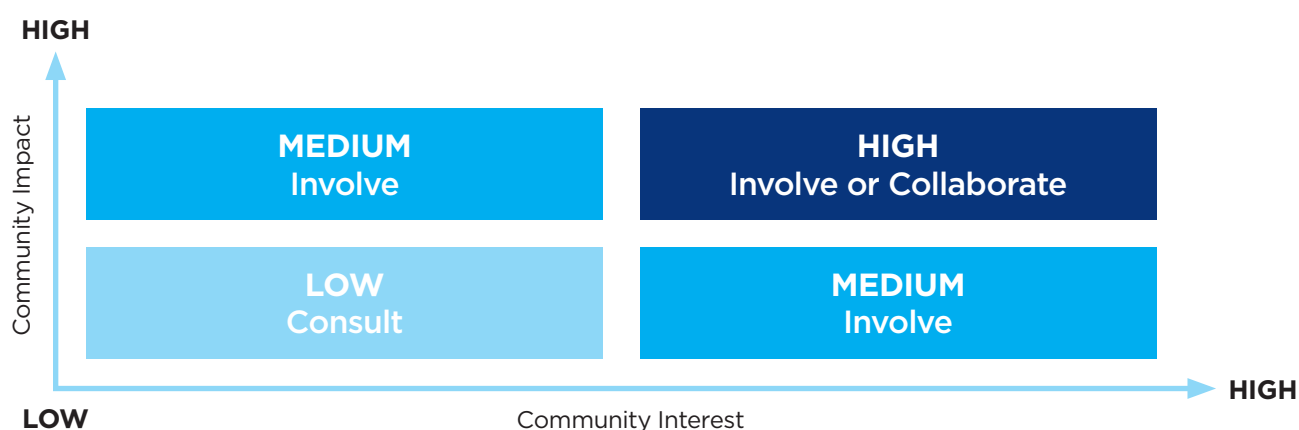 HIGH
Community Impact
MEDIUM
Involve
HIGH
Involve or Collaborate
LOW
Consult
MEDIUM
Involve
HIGH
LOW
Community Interest